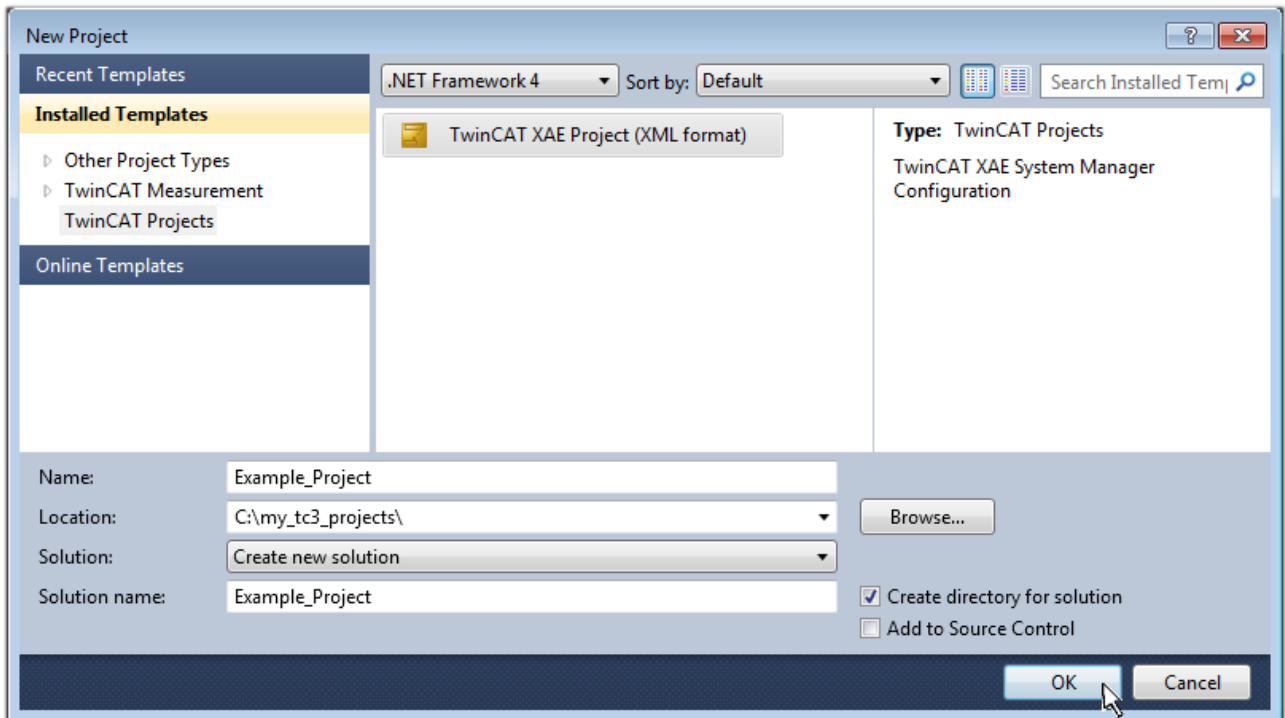 New Project
Recent Templates
.NET Framework 4
Sort by: Default
Installed Templates
Other Project Types
TwinCAT Measurement
TwinCAT Projects
Online Templates
TwinCAT XAE Project (XML format)
Search Installed
Type: TwinCAT Projects
TwinCAT XAE System Manager
Configuration
Name: Example_Project
Location: C:\my_tc3_projects\
Browse...
Solution: Create new solution
Solution name: Example_Project
Create directory for solution
Add to Source Control
OK
Cancel